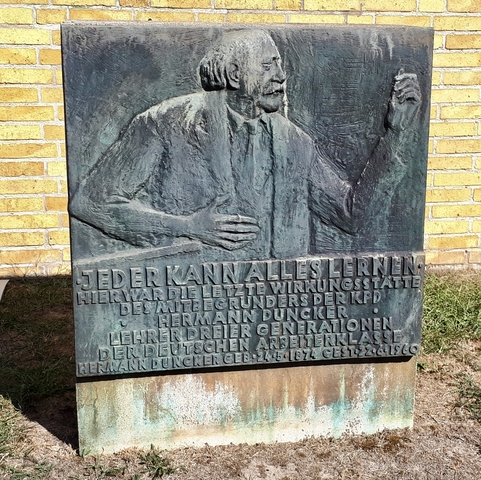 ·JEDER KANN ALLES LERNEN·
HIER WAR DIE LETZTE WIRKUNGSSTÄTTE
DES MITBEGRÜNDERS DER KPD
· HERMANN DUNCKER ·
LEHRER DREIER GENERATIONEN
DER DEUTSCHEN ARBEITERKLASSE
HERMANN DUNCKER GEB·24·5·1874 GEST·22·6·1960